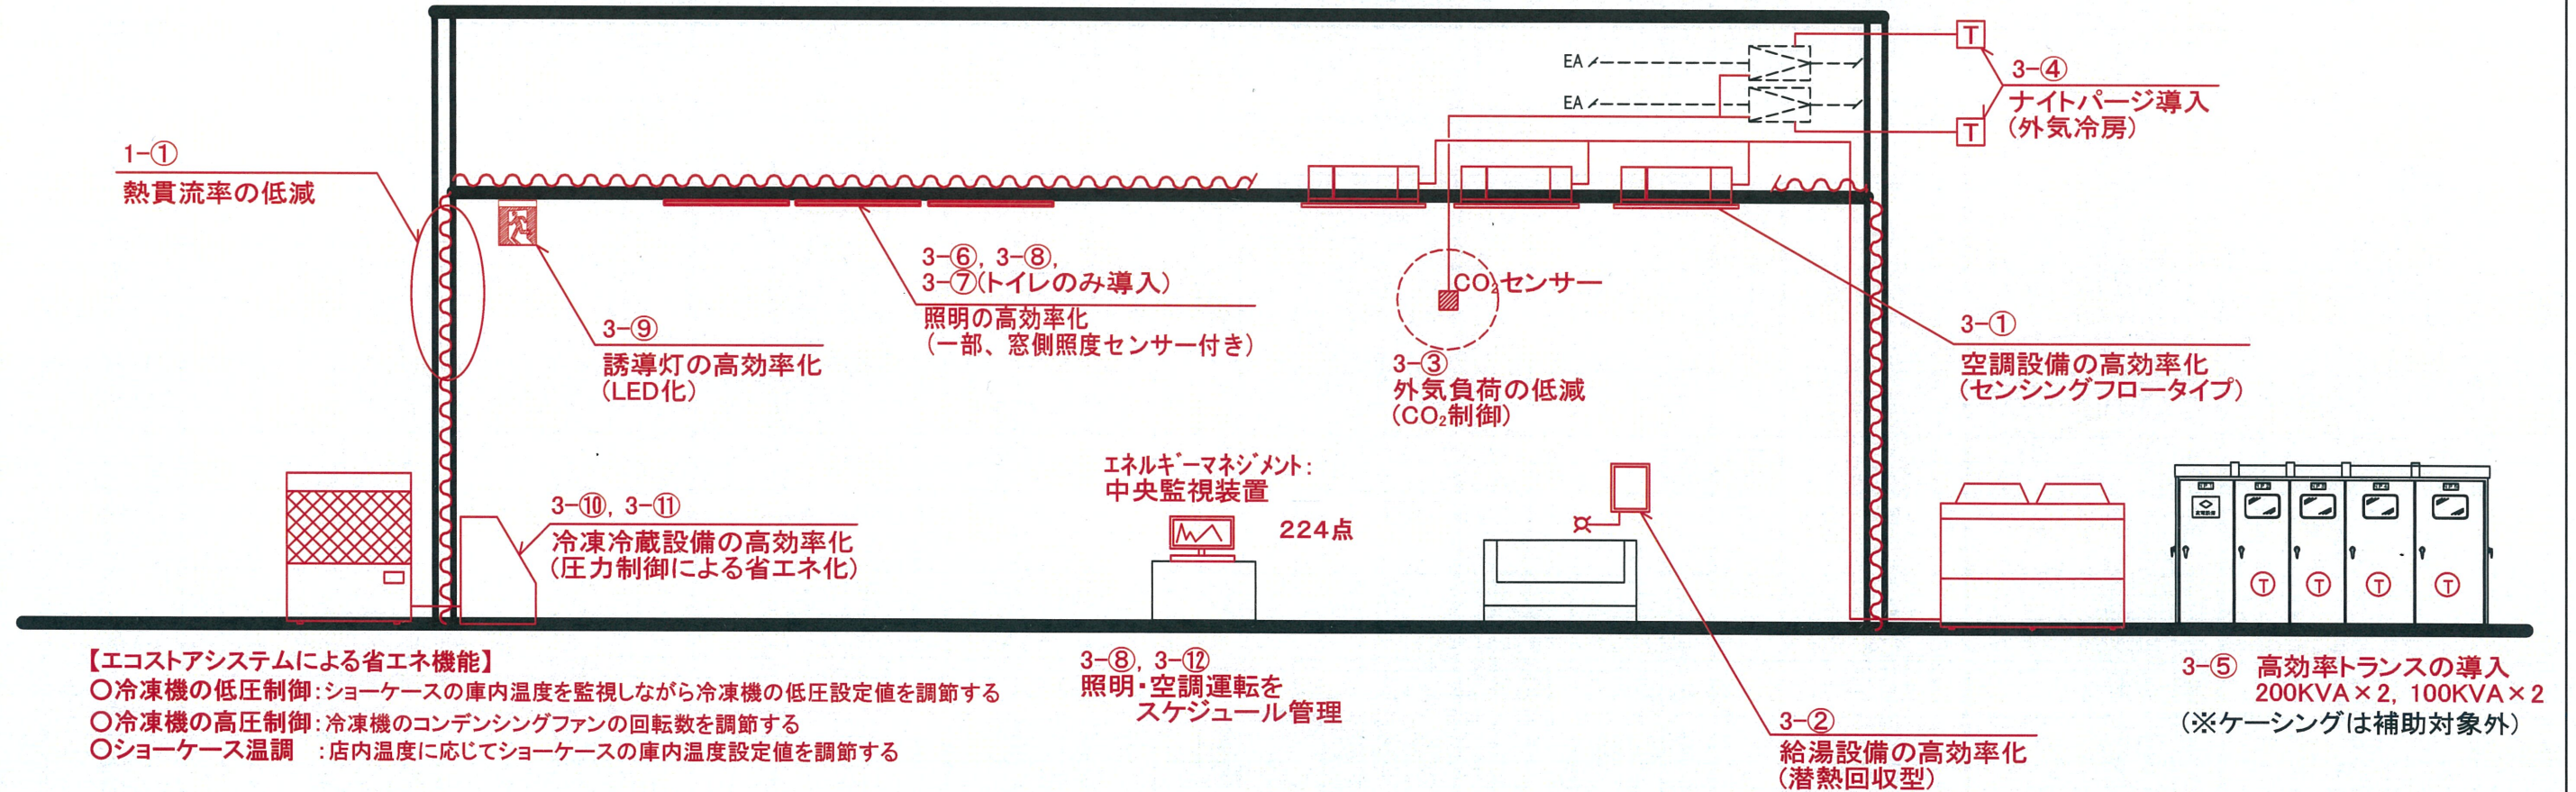 EA
T
3-④
ナイトパージ導入
(外気冷房)
EA
T
1-①
熱貫流率の低減
3-⑥, 3-⑧,
3-⑦(トイレのみ導入)
照明の高効率化
(一部、窓側照度センサー付き)
CO₂センサー
3-③
外気負荷の低減
(CO₂制御)
3-⑨
誘導灯の高効率化
(LED化)
3-①
空調設備の高効率化
(センシングフロータイプ)
エネルギーマネジメント:
中央監視装置
224点
3-⑩, 3-⑪
冷凍冷蔵設備の高効率化
(圧力制御による省エネ化)
T T T T
【エコストアシステムによる省エネ機能】
○冷凍機の低圧制御:ショーケースの庫内温度を監視しながら冷凍機の低圧設定値を調節する
○冷凍機の高圧制御:冷凍機のコンデンシングファンの回転数を調節する
○ショーケース温調 :店内温度に応じてショーケースの庫内温度設定値を調節する
3-⑧, 3-⑫
照明・空調運転を
スケジュール管理
3-②
給湯設備の高効率化
(潜熱回収型)
3-⑤ 高効率トランスの導入
200KVA×2, 100KVA×2
(※ケーシングは補助対象外)